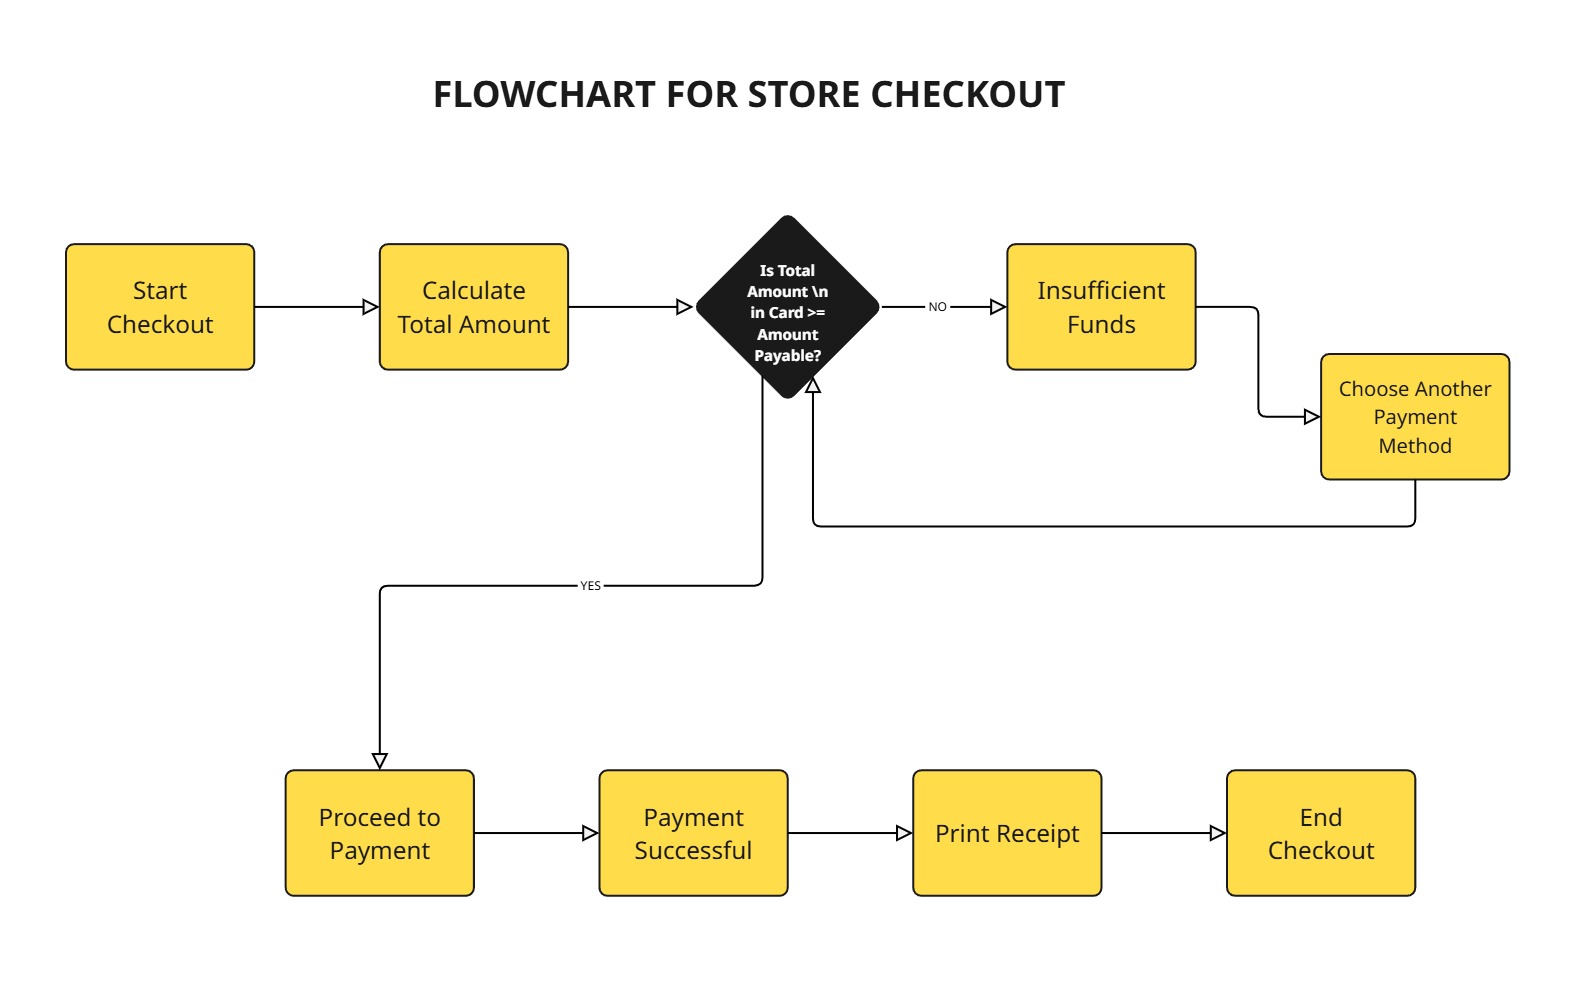 FLOWCHART FOR STORE CHECKOUT
Start
Checkout
Calculate
Total Amount
Is Total
Amount \n
in Card >=
Amount
Payable?
NO
Insufficient
Funds
Choose Another
Payment
Method
YES
Proceed to
Payment
Payment
Successful
Print Receipt
End
Checkout